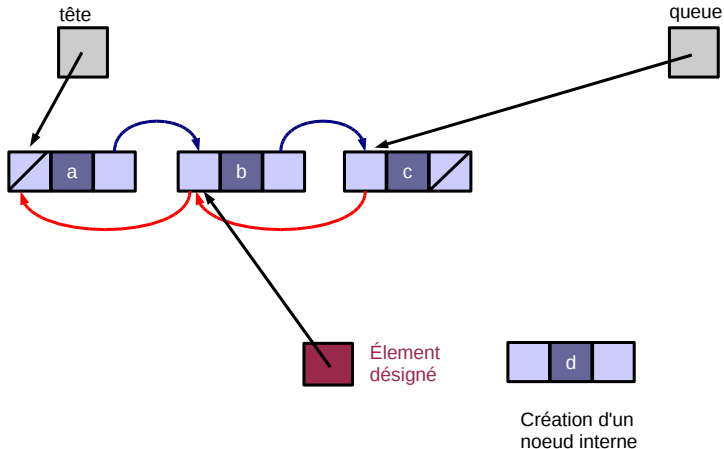 tête
queue
a
b
c
Élement
désigné
d
Création d'un
noeud interne